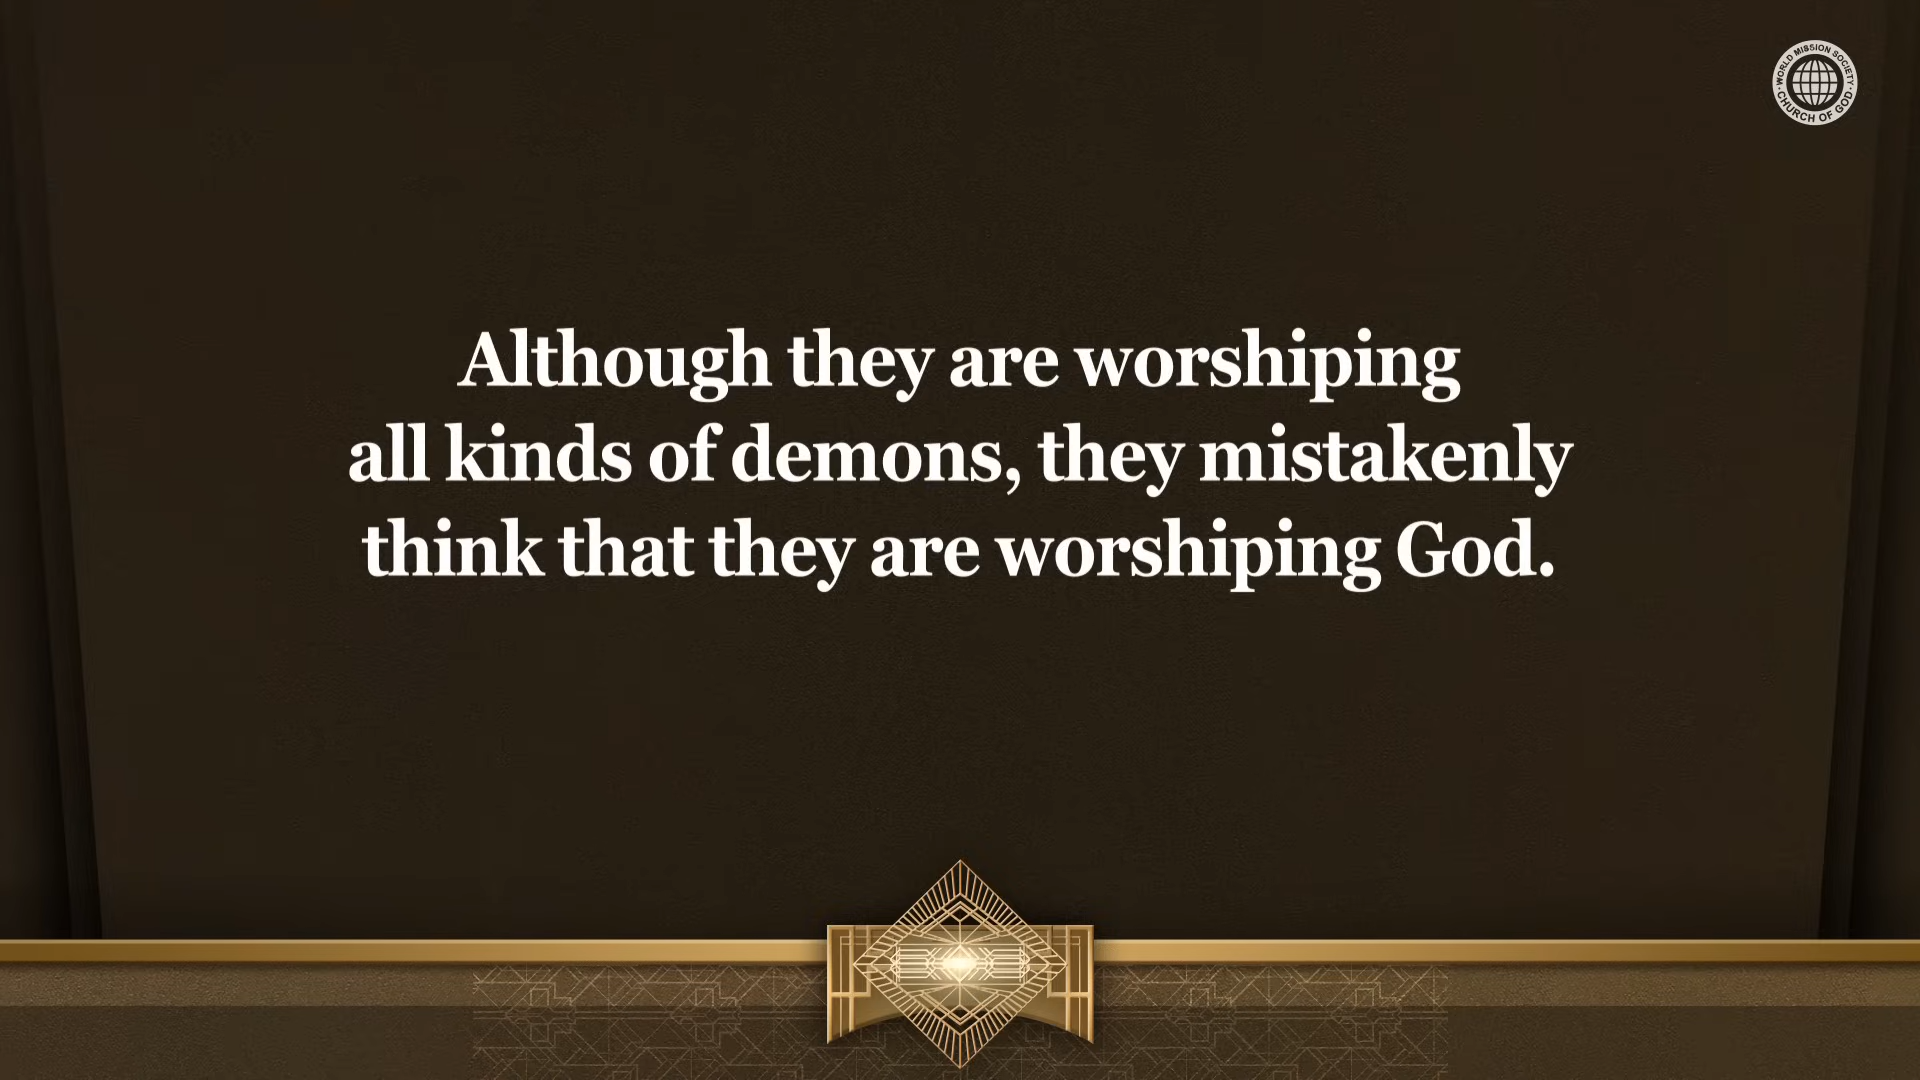 WORLD MISSION SOCIETY
CHURCH OF GOD
Although they are worshiping
all kinds of demons, they mistakenly
think that they are worshiping God.